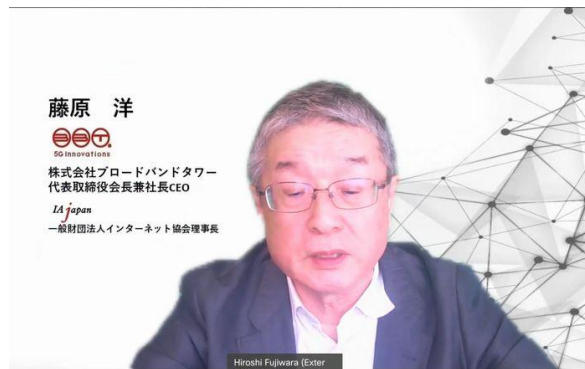 藤原　洋
BBT.
5G Innovations
株式会社ブロードバンドタワー
代表取締役会長兼社長CEO
IAjapan
一般財団法人インターネット協会理事長
Hiroshi Fujiwara (Exter